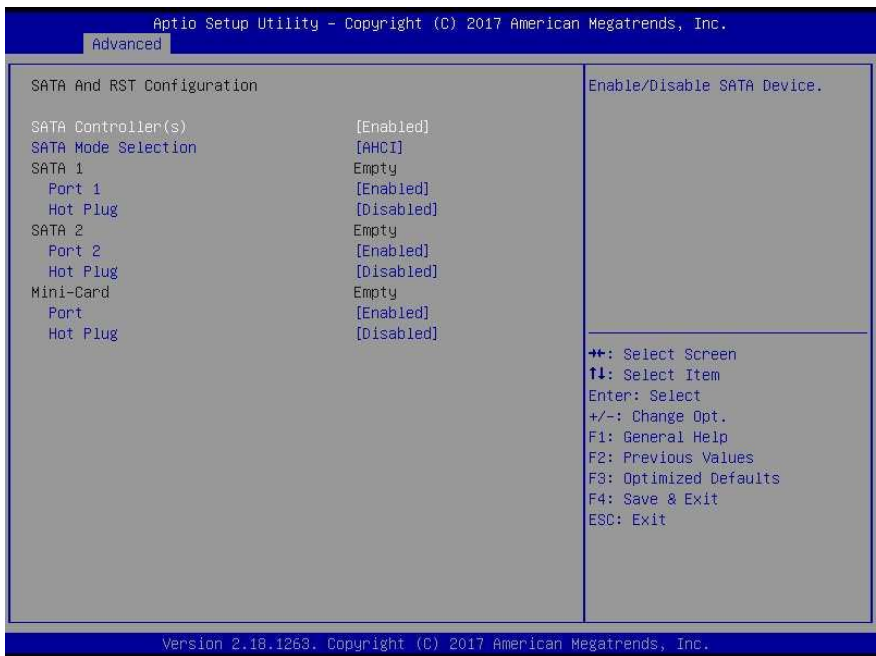 Aptio Setup Utility – Copyright (C) 2017 American Megatrends, Inc.
Advanced
SATA And RST Configuration
SATA Controller(s) [Enabled]
SATA Mode Selection [AHCI]
SATA 1 Empty
Port 1 [Enabled]
Hot Plug [Disabled]
SATA 2 Empty
Port 2 [Enabled]
Hot Plug [Disabled]
Mini-Card Empty
Port [Enabled]
Hot Plug [Disabled]
Enable/Disable SATA Device.
→←: Select Screen
↑↓: Select Item
Enter: Select
+/-: Change Opt.
F1: General Help
F2: Previous Values
F3: Optimized Defaults
F4: Save & Exit
ESC: Exit
Version 2.18.1263. Copyright (C) 2017 American Megatrends, Inc.